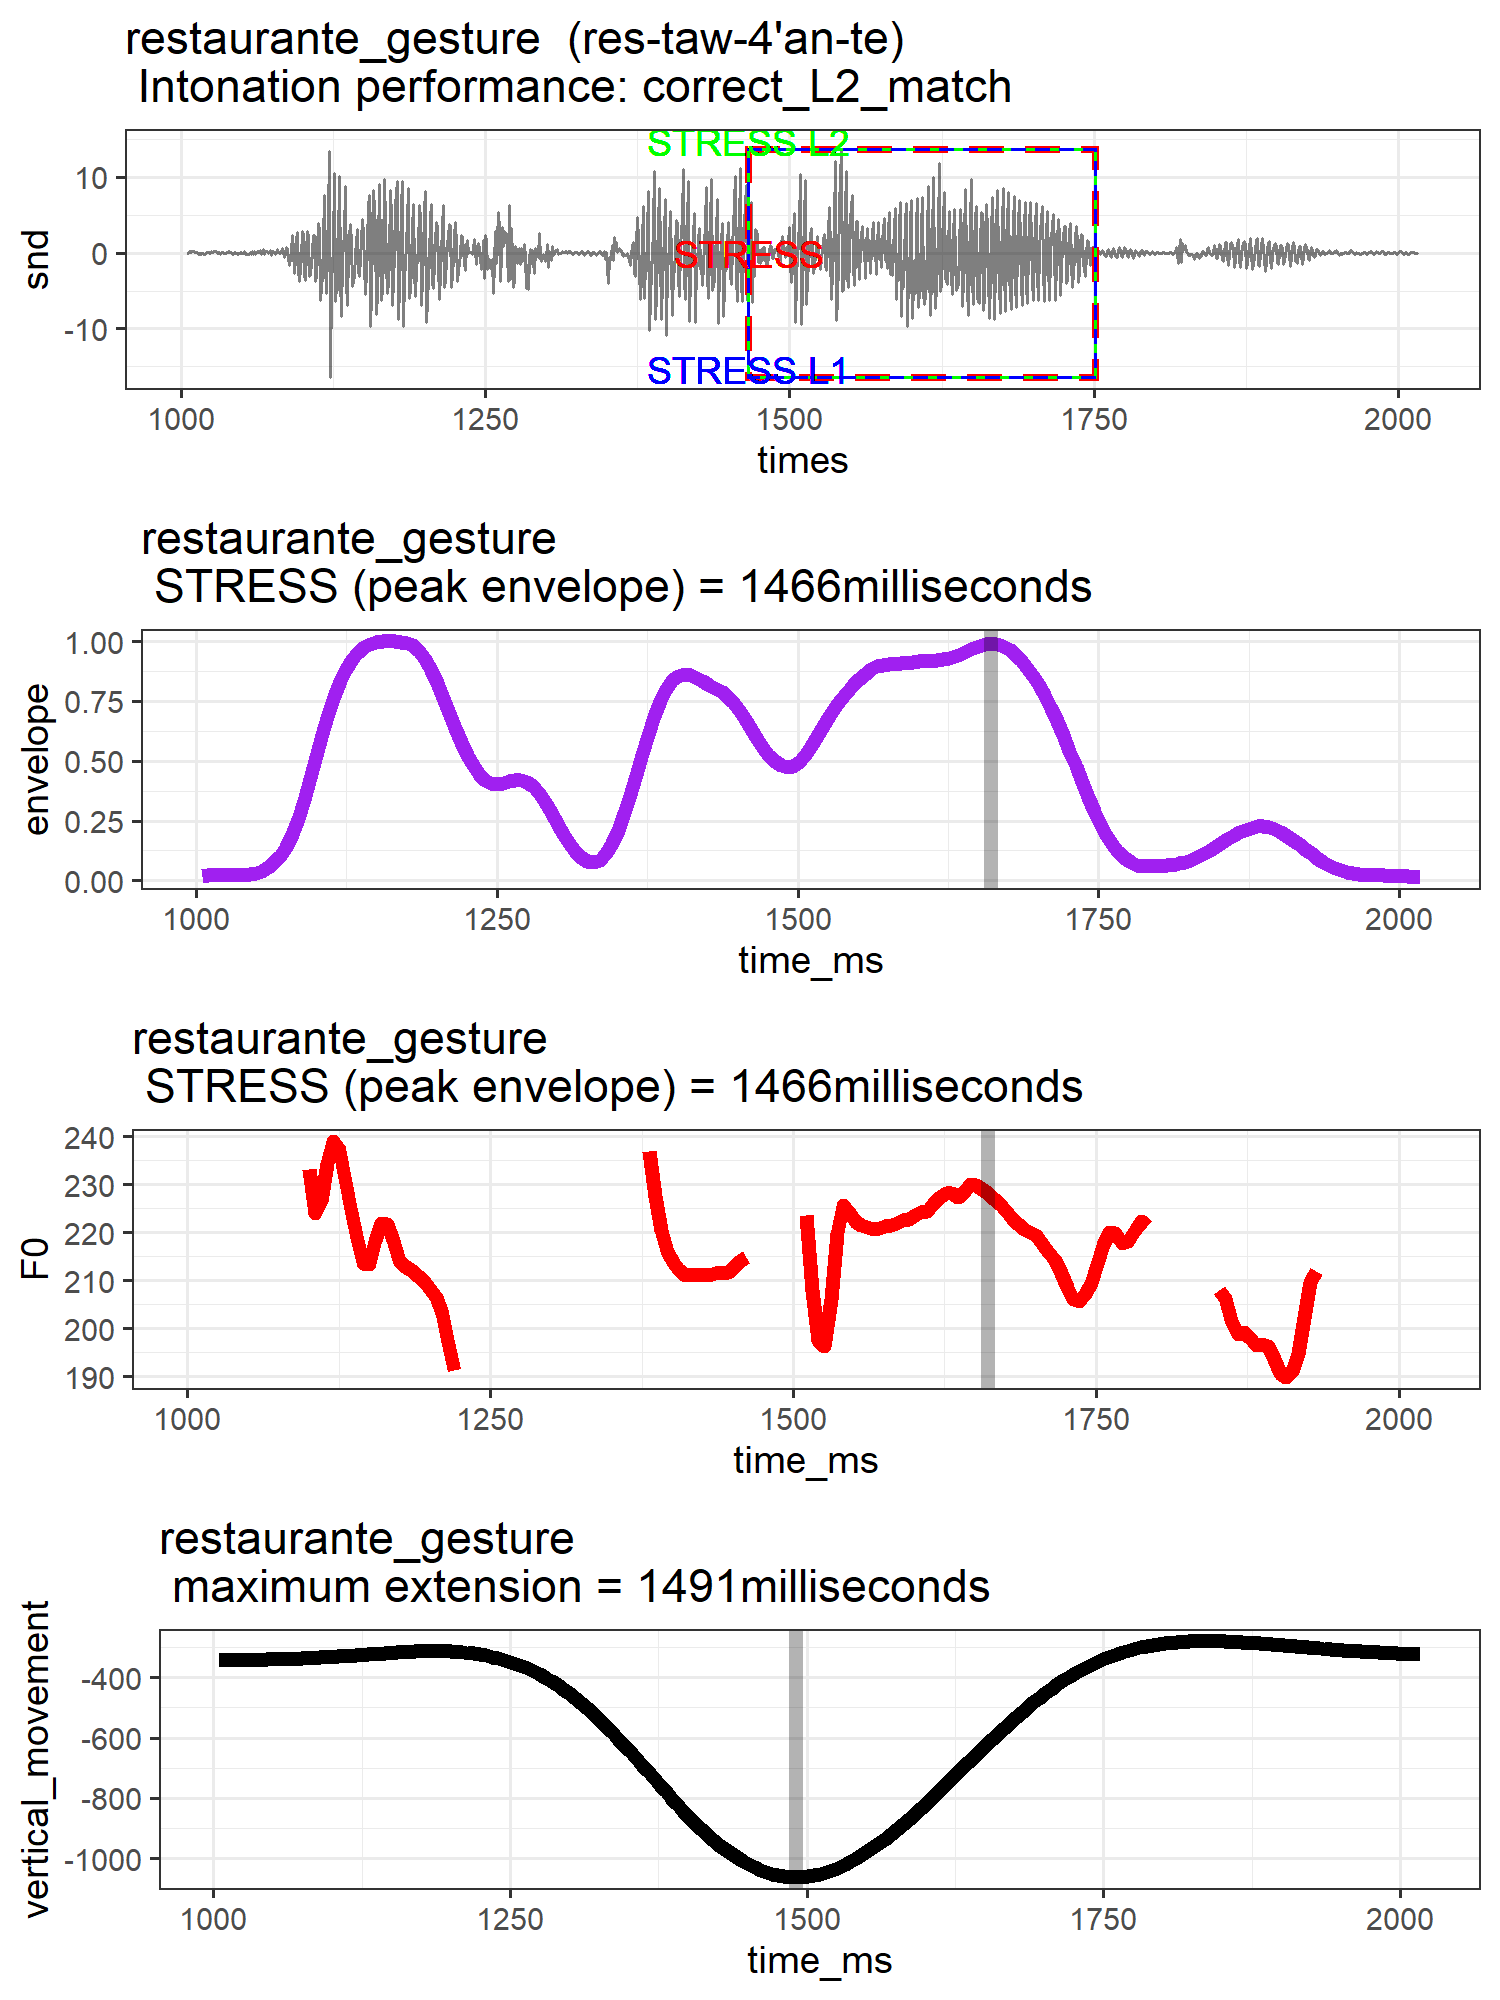 restaurante_gesture  (res-taw-4'an-te)
Intonation performance: correct_L2_match
STRESS L2
STRESS
STRESS L1
snd
10
0
-10
1000 1250 1500 1750 2000
times
restaurante_gesture
STRESS (peak envelope) = 1466milliseconds
envelope
1.00
0.75
0.50
0.25
0.00
1000 1250 1500 1750 2000
time_ms
restaurante_gesture
STRESS (peak envelope) = 1466milliseconds
F0
240
230
220
210
200
190
1000 1250 1500 1750 2000
time_ms
restaurante_gesture
maximum extension = 1491milliseconds
vertical_movement
-400
-600
-800
-1000
1000 1250 1500 1750 2000
time_ms